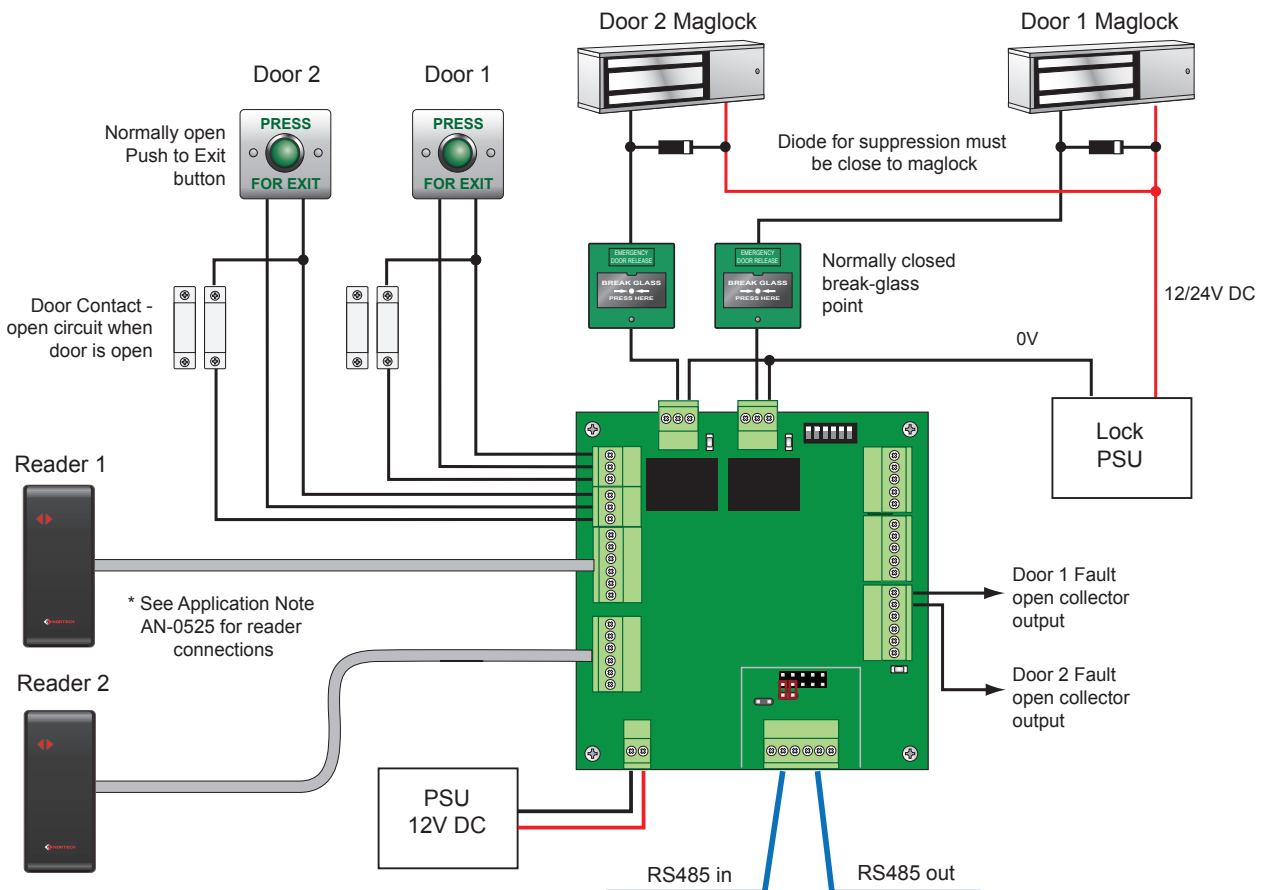 Door 2 Maglock
Door 1 Maglock
Door 2
Door 1
Normally open
Push to Exit
button
PRESS
FOR EXIT
PRESS
FOR EXIT
Diode for suppression must
be close to maglock
EMERGENCY
DOOR RELEASE
BREAK GLASS
PRESS HERE
EMERGENCY
DOOR RELEASE
BREAK GLASS
PRESS HERE
Normally closed
break-glass
point
12/24V DC
Door Contact -
open circuit when
door is open
0V
Lock
PSU
Reader 1
NORTECH
* See Application Note
AN-0525 for reader
connections
Door 1 Fault
open collector
output
Reader 2
NORTECH
Door 2 Fault
open collector
output
PSU
12V DC
RS485 in
RS485 out